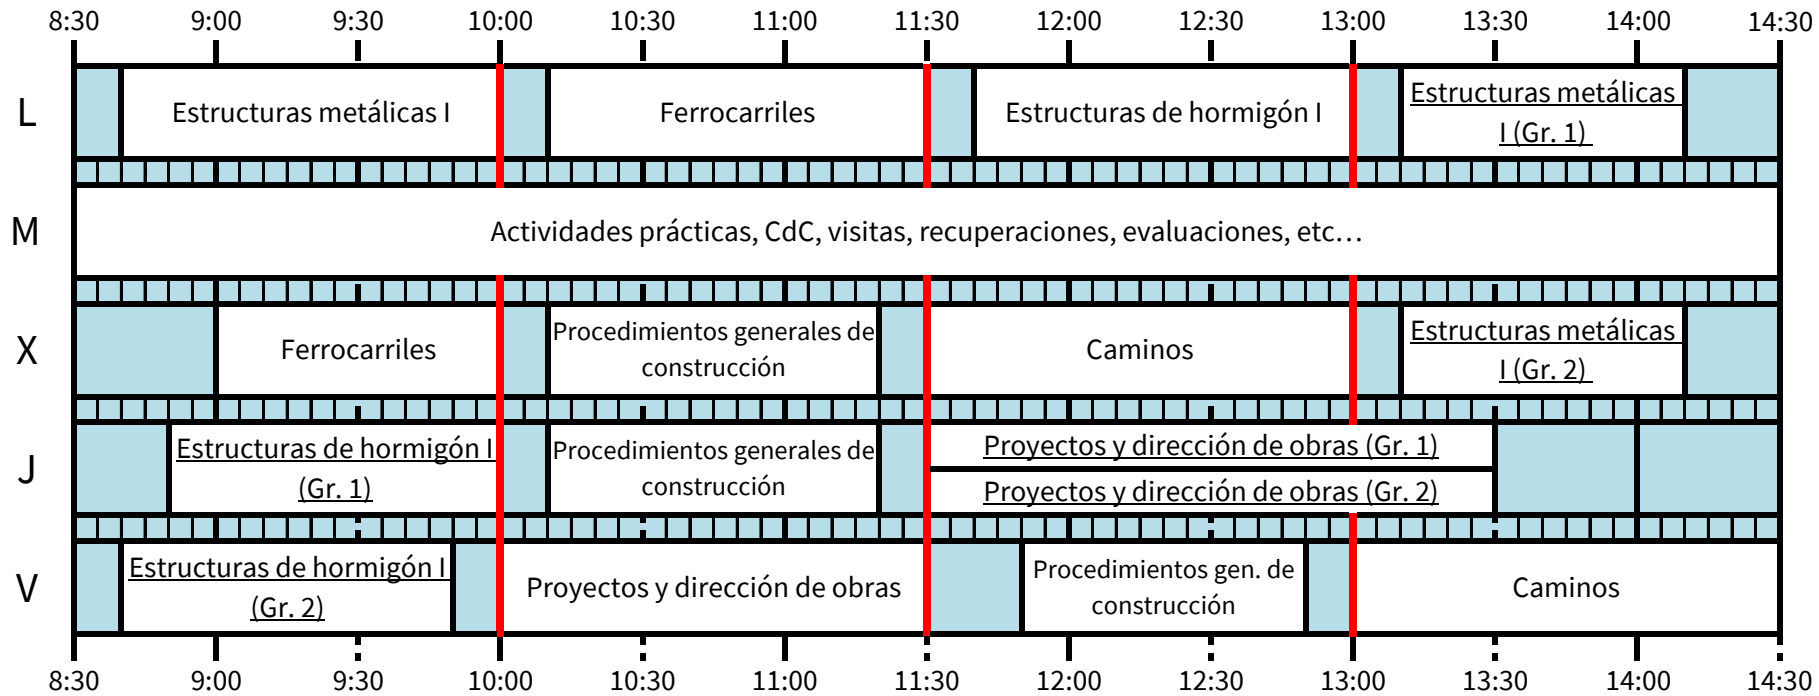 8:30 9:00 9:30 10:00 10:30 11:00 11:30 12:00 12:30 13:00 13:30 14:00 14:30
L
Estructuras metálicas I
Ferrocarriles
Estructuras de hormigón I
Estructuras metálicas
I (Gr. 1)
M
Actividades prácticas, CdC, visitas, recuperaciones, evaluaciones, etc…
X
Ferrocarriles
Procedimientos generales de
construcción
Caminos
Estructuras metálicas
I (Gr. 2)
J
Estructuras de hormigón I
(Gr. 1)
Procedimientos generales de
construcción
Proyectos y dirección de obras (Gr. 1)
Proyectos y dirección de obras (Gr. 2)
V
Estructuras de hormigón I
(Gr. 2)
Proyectos y dirección de obras
Procedimientos gen. de
construcción
Caminos
8:30 9:00 9:30 10:00 10:30 11:00 11:30 12:00 12:30 13:00 13:30 14:00 14:30